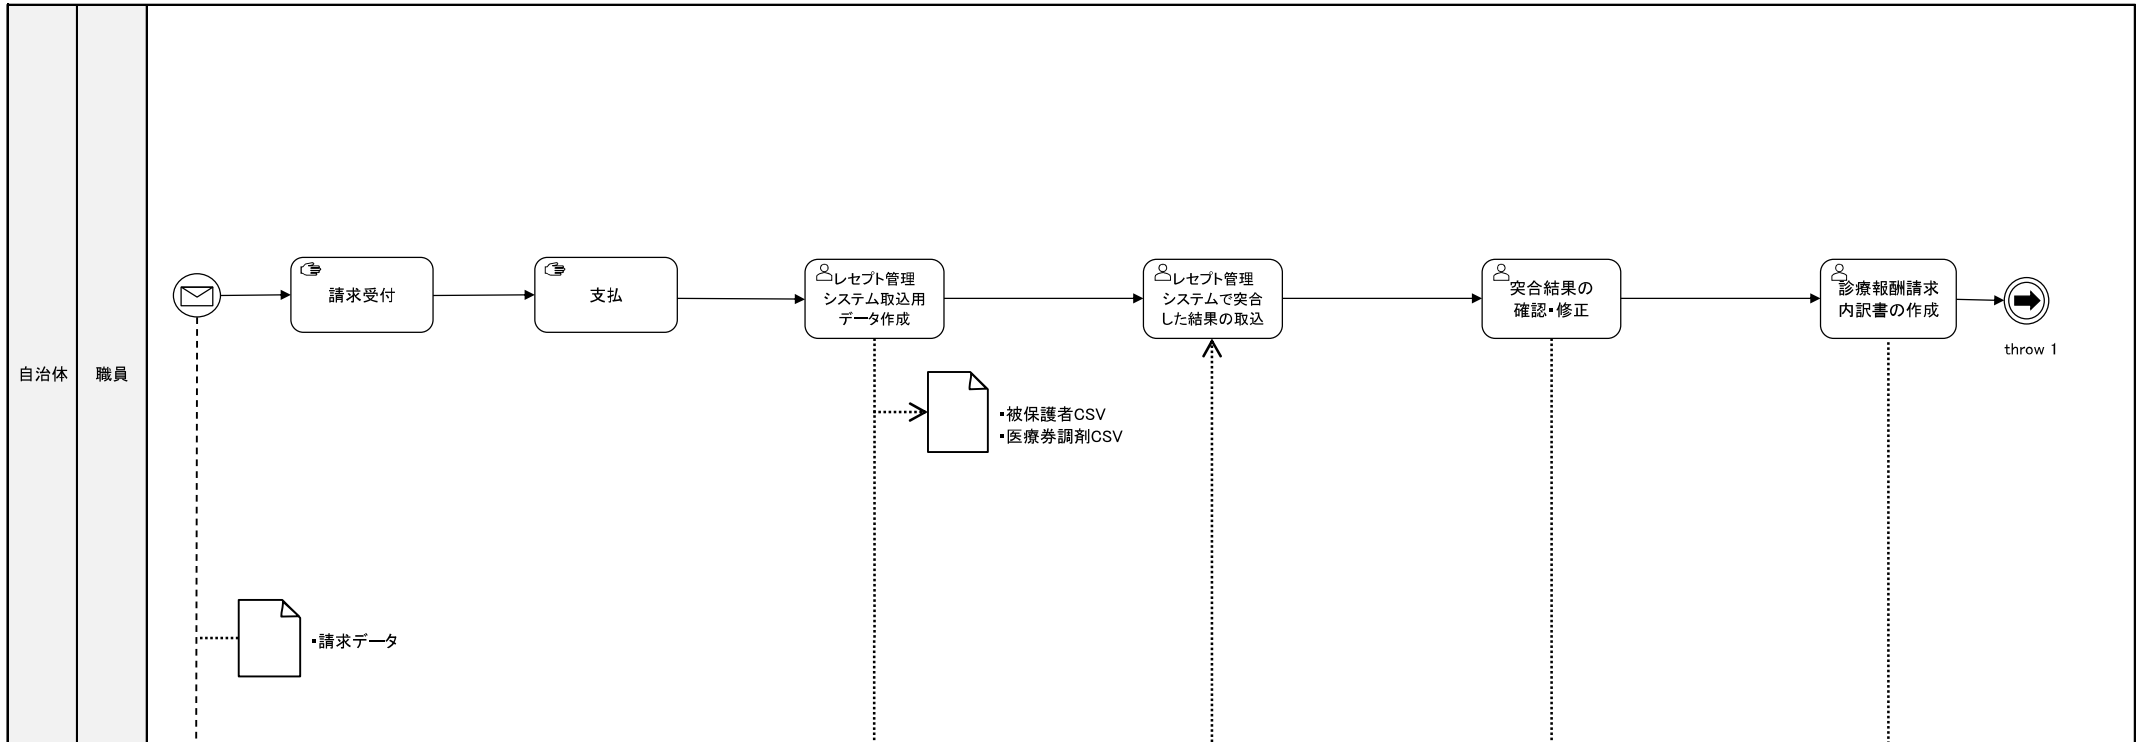 自治体
職員
請求受付
支払
レセプト管理
システム取込用
データ作成
レセプト管理
システムで突合
した結果の取込
突合結果の
確認・修正
診療報酬請求
内訳書の作成
throw 1
・被保護者CSV
・医療券調剤CSV
・請求データ